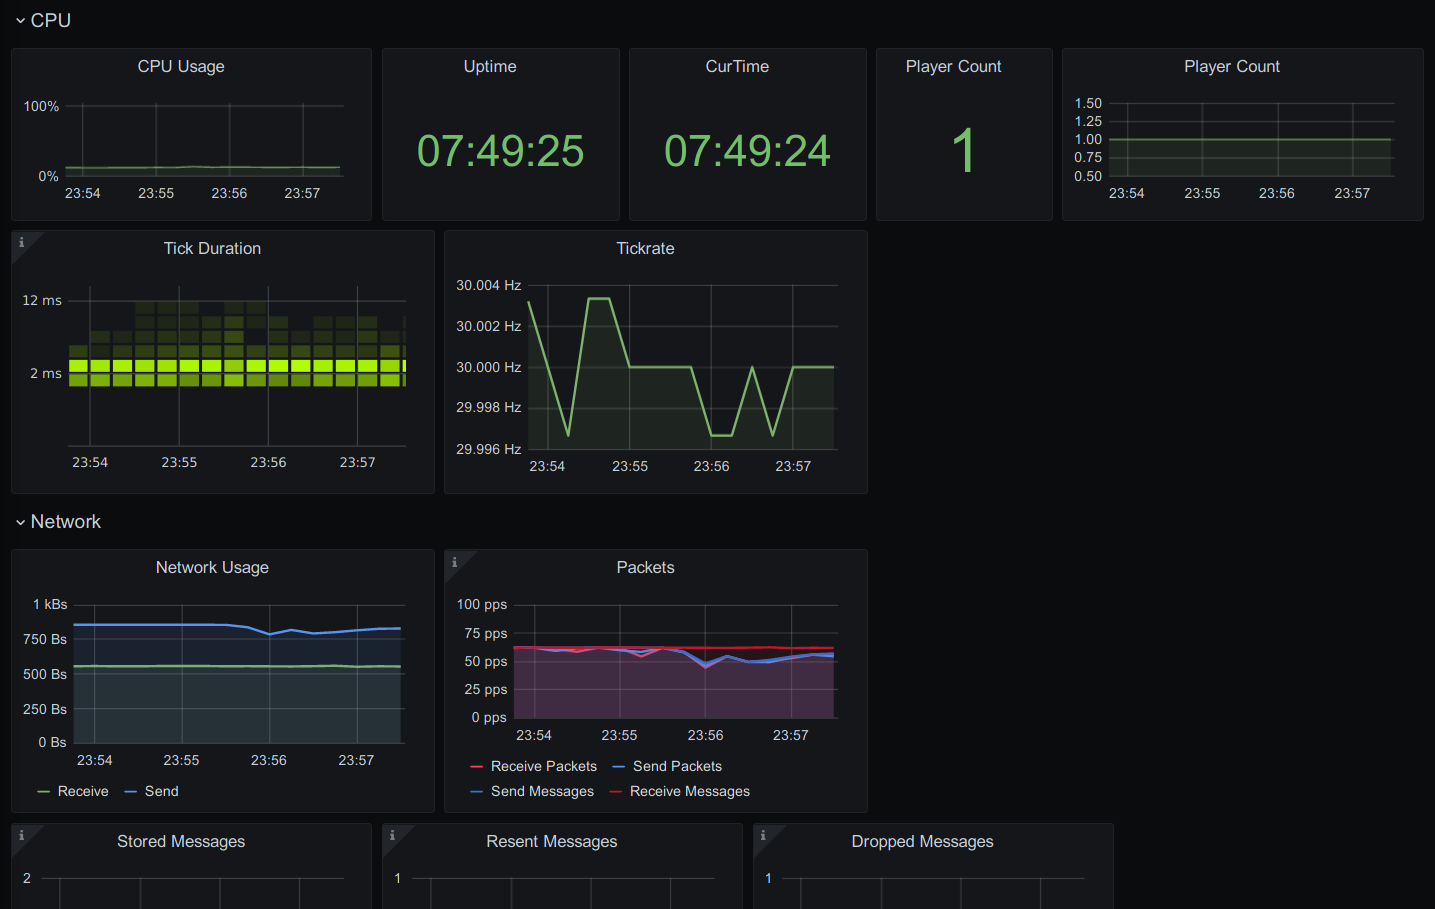 CPU
CPU Usage
100%
0%
23:54 23:55 23:56 23:57
Uptime
07:49:25
CurTime
07:49:24
Player Count
1
Player Count
1.50
1.25
1.00
0.75
0.50
23:54 23:55 23:56 23:57
i
Tick Duration
12 ms
2 ms
23:54 23:55 23:56 23:57
Tickrate
30.004 Hz
30.002 Hz
30.000 Hz
29.998 Hz
29.996 Hz
23:54 23:55 23:56 23:57
Network
Network Usage
1 kBs
750 Bs
500 Bs
250 Bs
0 Bs
23:54 23:55 23:56 23:57
Receive Send
i
Packets
100 pps
75 pps
50 pps
25 pps
0 pps
23:54 23:55 23:56 23:57
Receive Packets Send Packets
Send Messages Receive Messages
i
Stored Messages
2
i
Resent Messages
1
i
Dropped Messages
1